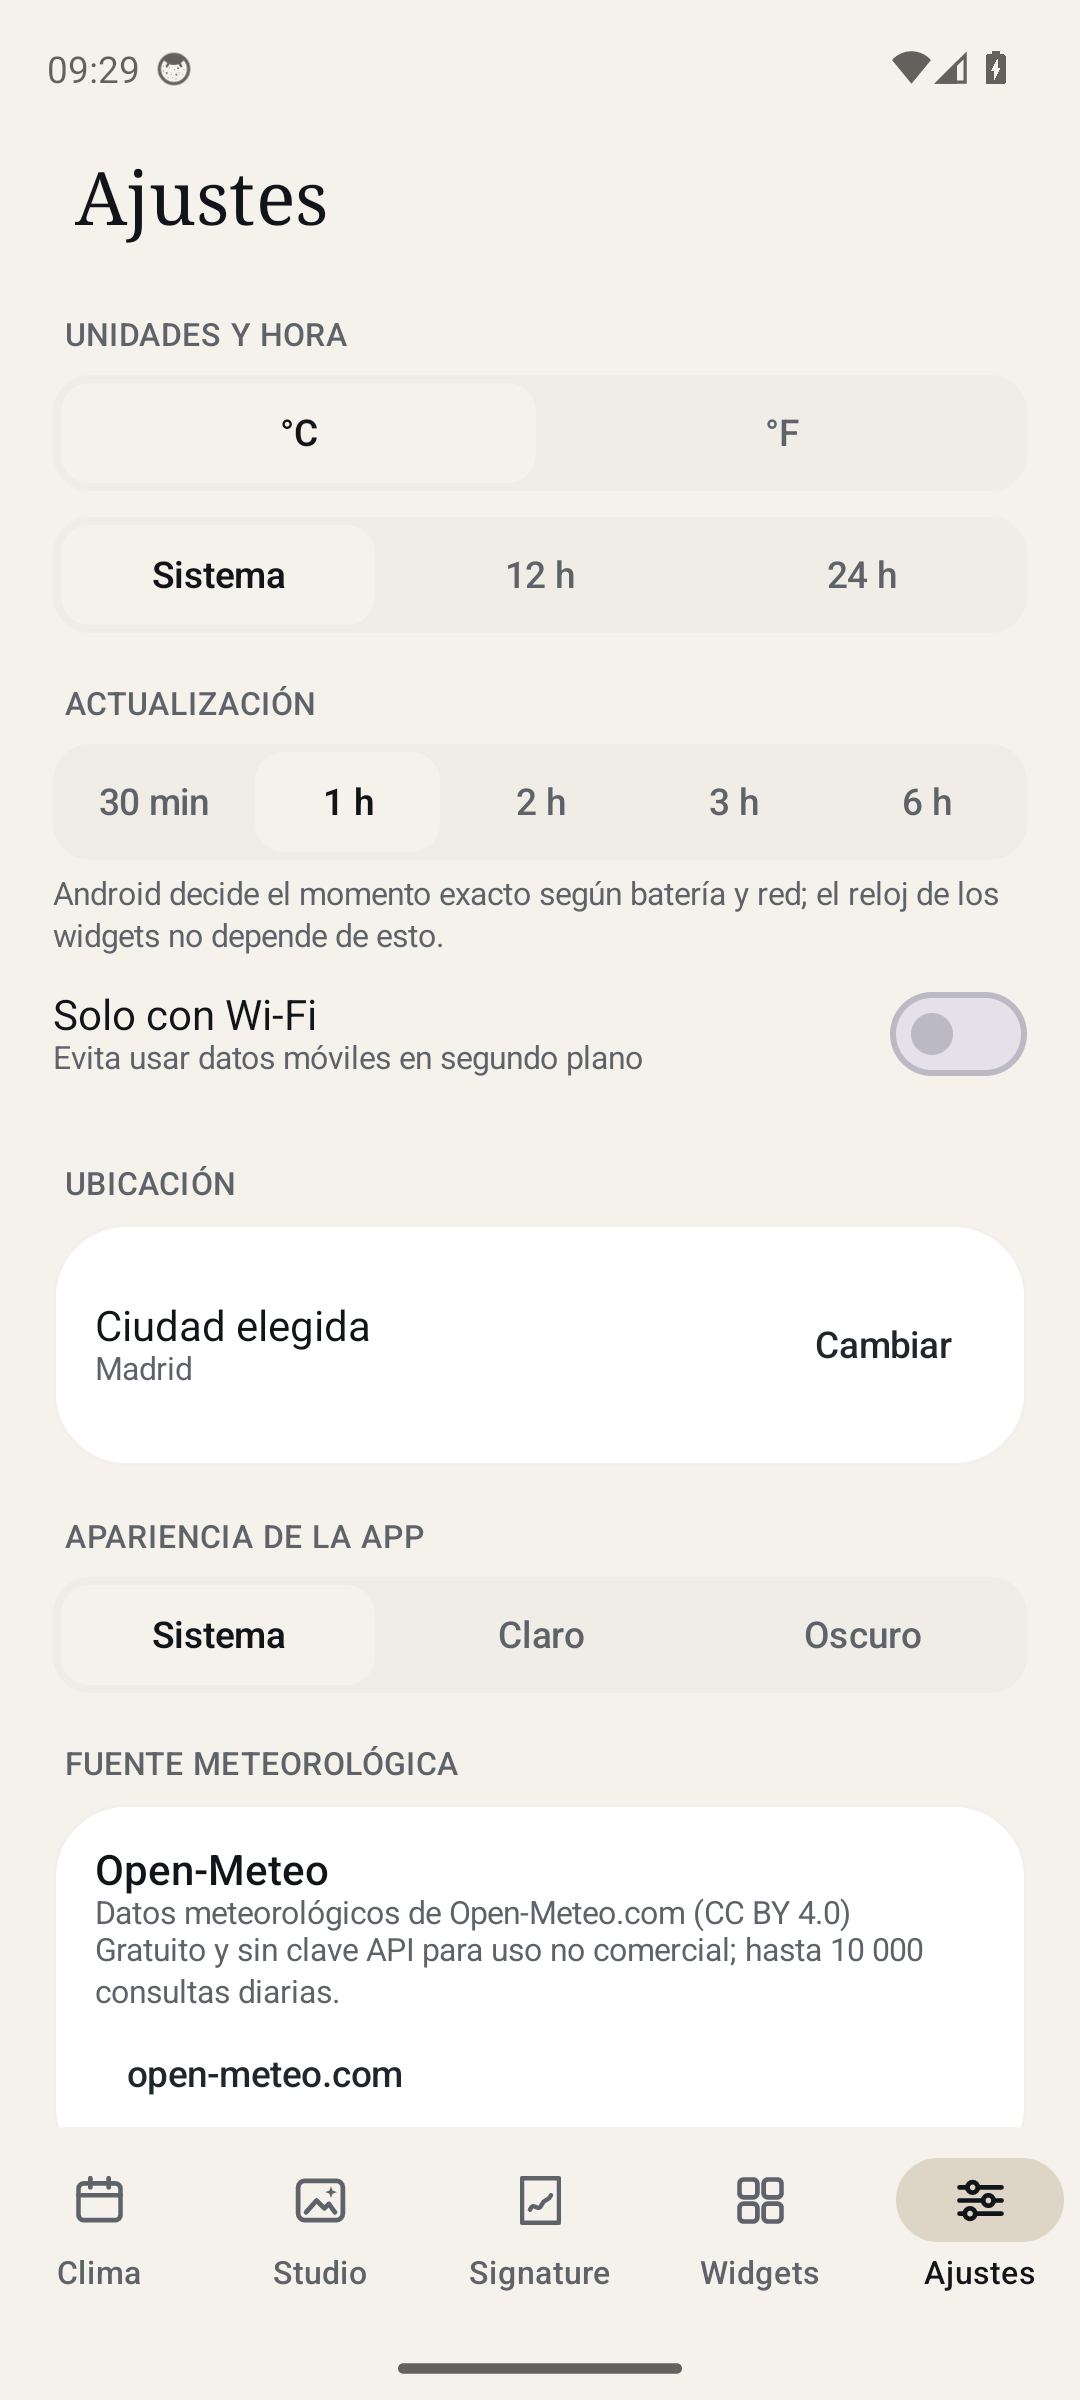 09:29
Ajustes
UNIDADES Y HORA
°C °F
Sistema 12 h 24 h
ACTUALIZACIÓN
30 min 1 h 2 h 3 h 6 h
Android decide el momento exacto según batería y red; el reloj de los
widgets no depende de esto.
Solo con Wi-Fi
Evita usar datos móviles en segundo plano
UBICACIÓN
Ciudad elegida
Madrid
Cambiar
APARIENCIA DE LA APP
Sistema Claro Oscuro
FUENTE METEOROLÓGICA
Open-Meteo
Datos meteorológicos de Open-Meteo.com (CC BY 4.0)
Gratuito y sin clave API para uso no comercial; hasta 10 000
consultas diarias.
open-meteo.com
Clima Studio Signature Widgets Ajustes